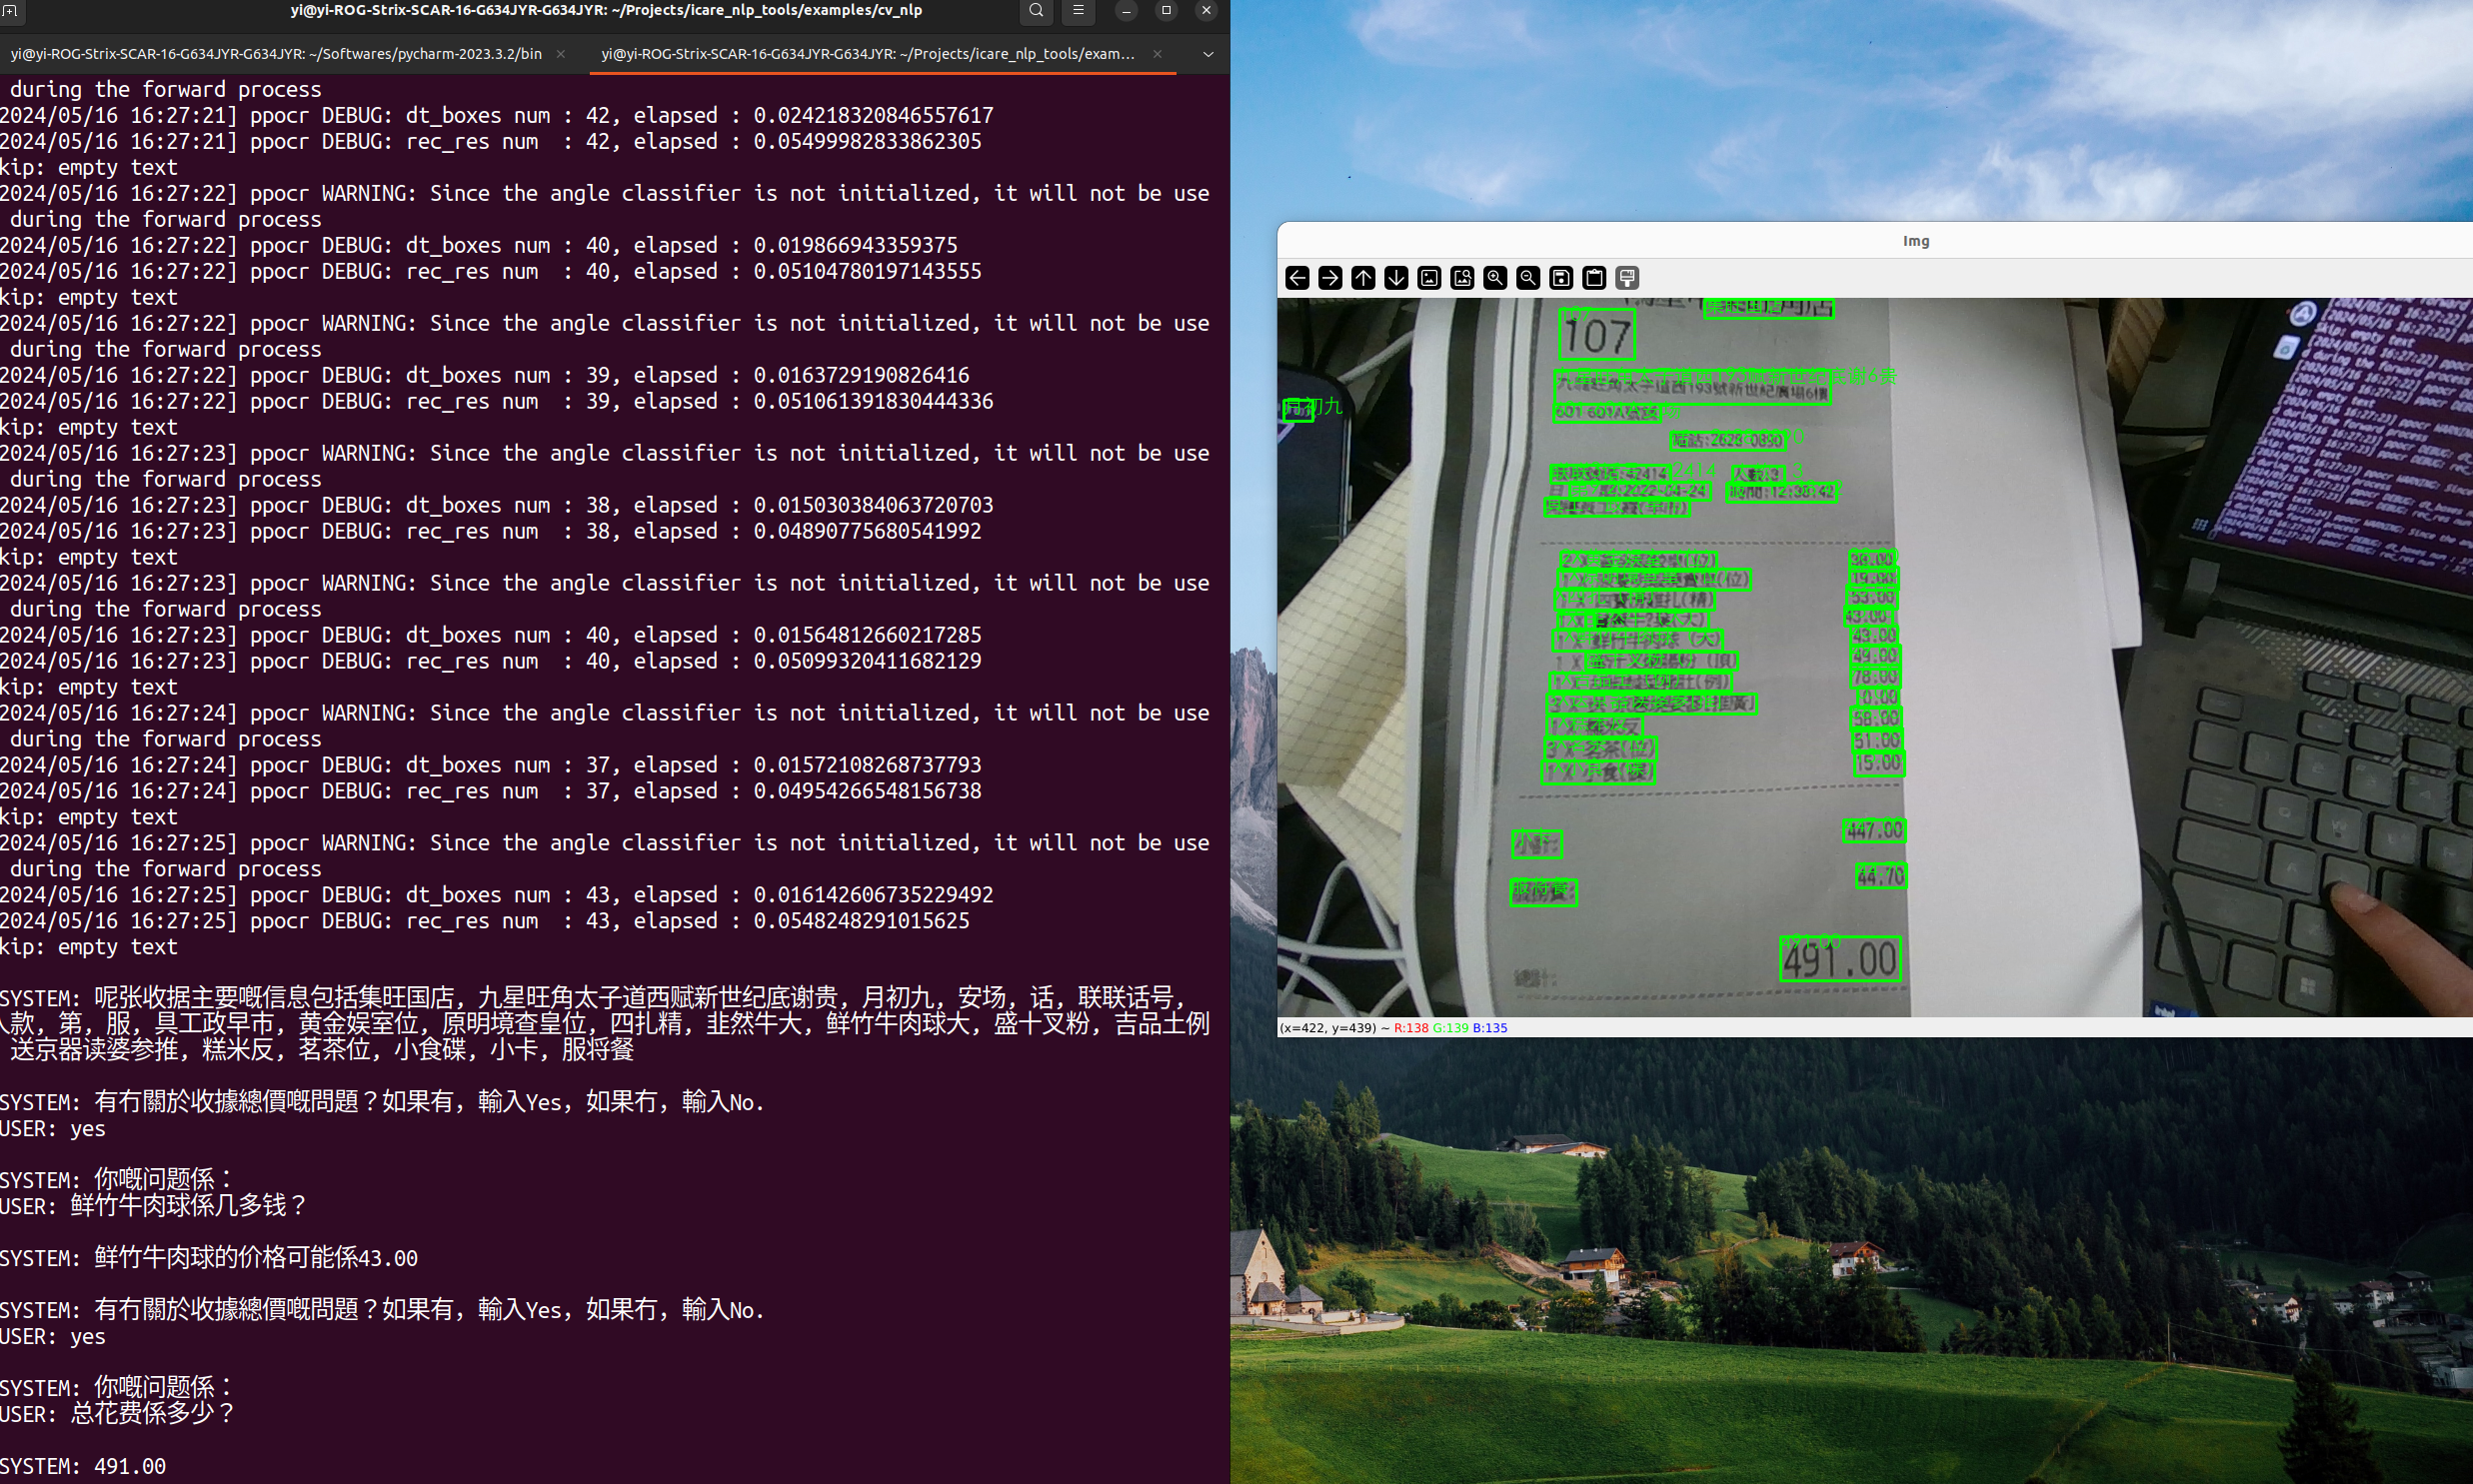 yi@yi-ROG-Strix-SCAR-16-G634JYR-G634JYR: ~/Projects/icare_nlp_tools/examples/cv_nlp
yi@yi-ROG-Strix-SCAR-16-G634JYR-G634JYR: ~/Softwares/pycharm-2023.3.2/bin
yi@yi-ROG-Strix-SCAR-16-G634JYR-G634JYR: ~/Projects/icare_nlp_tools/exam...
during the forward process
2024/05/16 16:27:21] ppocr DEBUG: dt_boxes num : 42, elapsed : 0.024218320846557617
2024/05/16 16:27:21] ppocr DEBUG: rec_res num  : 42, elapsed : 0.05499982833862305
kip: empty text
2024/05/16 16:27:22] ppocr WARNING: Since the angle classifier is not initialized, it will not be use
during the forward process
2024/05/16 16:27:22] ppocr DEBUG: dt_boxes num : 40, elapsed : 0.019866943359375
2024/05/16 16:27:22] ppocr DEBUG: rec_res num  : 40, elapsed : 0.05104780197143555
kip: empty text
2024/05/16 16:27:22] ppocr WARNING: Since the angle classifier is not initialized, it will not be use
during the forward process
2024/05/16 16:27:22] ppocr DEBUG: dt_boxes num : 39, elapsed : 0.0163729190826416
2024/05/16 16:27:22] ppocr DEBUG: rec_res num  : 39, elapsed : 0.051061391830444336
kip: empty text
2024/05/16 16:27:23] ppocr WARNING: Since the angle classifier is not initialized, it will not be use
during the forward process
2024/05/16 16:27:23] ppocr DEBUG: dt_boxes num : 38, elapsed : 0.015030384063720703
2024/05/16 16:27:23] ppocr DEBUG: rec_res num  : 38, elapsed : 0.04890775680541992
kip: empty text
2024/05/16 16:27:23] ppocr WARNING: Since the angle classifier is not initialized, it will not be use
during the forward process
2024/05/16 16:27:23] ppocr DEBUG: dt_boxes num : 40, elapsed : 0.01564812660217285
2024/05/16 16:27:23] ppocr DEBUG: rec_res num  : 40, elapsed : 0.05099320411682129
kip: empty text
2024/05/16 16:27:24] ppocr WARNING: Since the angle classifier is not initialized, it will not be use
during the forward process
2024/05/16 16:27:24] ppocr DEBUG: dt_boxes num : 37, elapsed : 0.01572108268737793
2024/05/16 16:27:24] ppocr DEBUG: rec_res num  : 37, elapsed : 0.04954266548156738
kip: empty text
2024/05/16 16:27:25] ppocr WARNING: Since the angle classifier is not initialized, it will not be use
during the forward process
2024/05/16 16:27:25] ppocr DEBUG: dt_boxes num : 43, elapsed : 0.016142606735229492
2024/05/16 16:27:25] ppocr DEBUG: rec_res num  : 43, elapsed : 0.0548248291015625
kip: empty text
SYSTEM: 呢张收据主要嘅信息包括集旺国店，九星旺角太子道西赋新世纪底谢贵，月初九，安场，话，联联话号，
人款，第，服，具工政早市，黄金娱室位，原明境查皇位，四扎精，韭然牛大，鲜竹牛肉球大，盛十叉粉，吉品土例
送京器读婆参推，糕米反，茗茶位，小食碟，小卡，服将餐
SYSTEM: 有冇關於收據總價嘅問題？如果有，輸入Yes，如果冇，輸入No.
USER: yes
SYSTEM: 你嘅问题係：
USER: 鲜竹牛肉球係几多钱？
SYSTEM: 鲜竹牛肉球的价格可能係43.00
SYSTEM: 有冇關於收據總價嘅問題？如果有，輸入Yes，如果冇，輸入No.
USER: yes
SYSTEM: 你嘅问题係：
USER: 总花费係多少？
SYSTEM: 491.00
Img
107
月初九
53.00
43.00
43.00
49.00
78.00
0.00
58.00
51.00
15.00
447.00
44.70
491.00
(x=422, y=439) ~ R:138 G:139 B:135